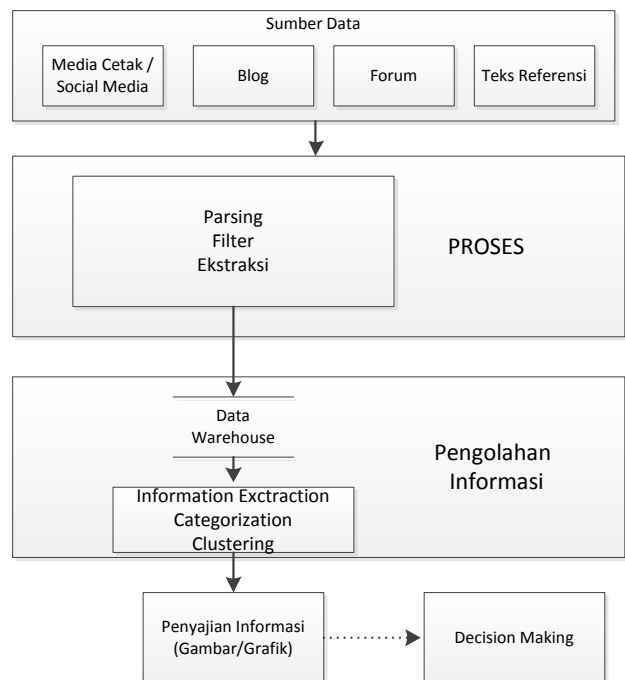 Sumber Data
Media Cetak /
Social Media
Blog
Forum
Teks Referensi
Parsing
Filter
Ekstraksi
PROSES
Data
Warehouse
Information Exctraction
Categorization
Clustering
Pengolahan
Informasi
Penyajian Informasi
(Gambar/Grafik)
Decision Making